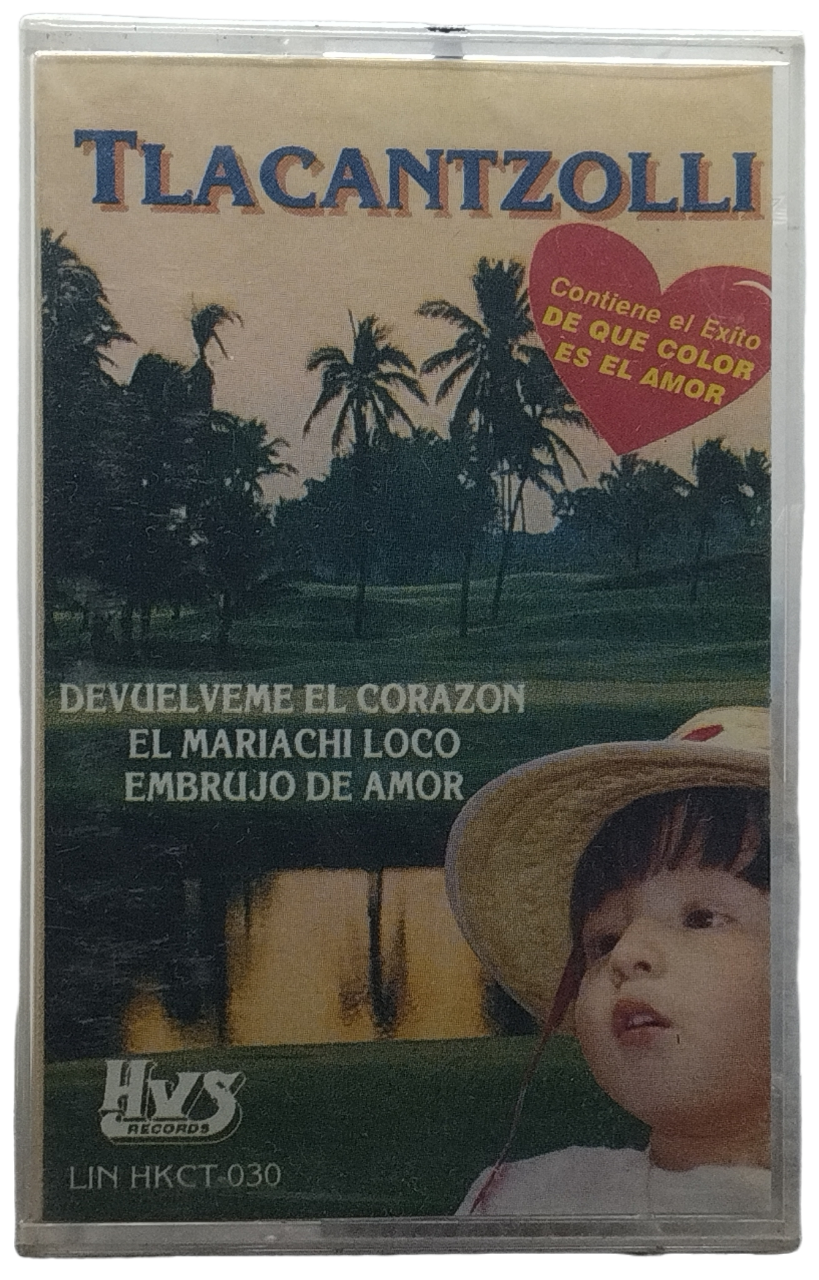 TLACANTZOLLI
Contiene el Exito
DE QUE COLOR
ES EL AMOR
DEVUELVEME EL CORAZON
EL MARIACHI LOCO
EMBRUJO DE AMOR
HVS
RECORDS
LIN HKCT-030